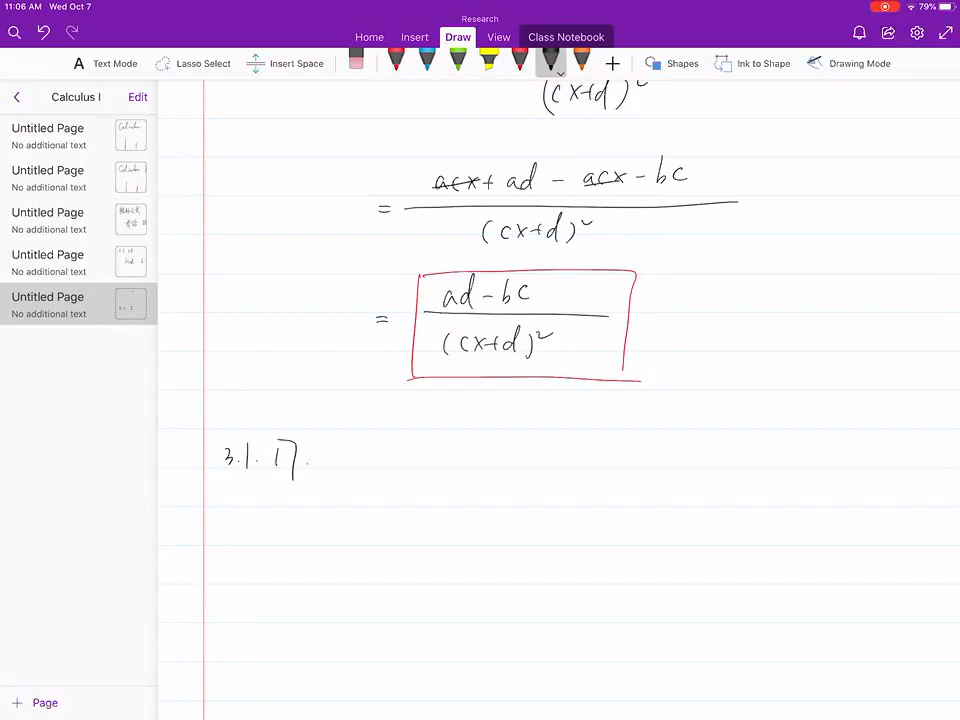 11:06 AM Wed Oct 7
79%
Research
Home Insert Draw View Class Notebook
A Text Mode Lasso Select Insert Space + Shapes Ink to Shape Drawing Mode
Calculus I Edit
Untitled Page
No additional text
Untitled Page
No additional text
Untitled Page
No additional text
Untitled Page
No additional text
Untitled Page
No additional text
+ Page
(cx+d)²
acx + ad - acx - bc
=
(cx+d)²
ad - bc
=
(cx+d)²
3.1.17.